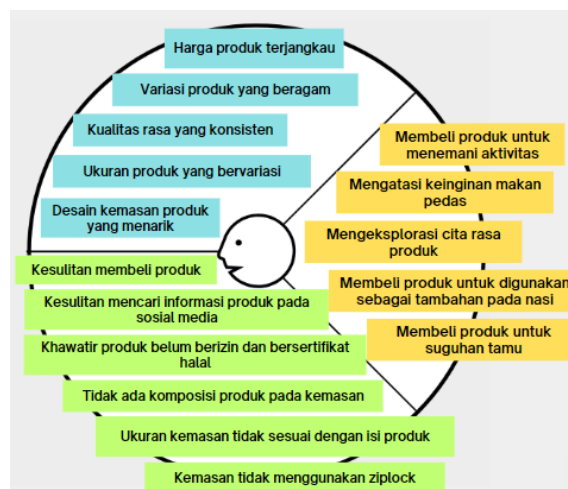 Harga produk terjangkau
Variasi produk yang beragam
Kualitas rasa yang konsisten
Ukuran produk yang bervariasi
Desain kemasan produk
yang menarik
Membeli produk untuk
menemani aktivitas
Mengatasi keinginan makan
pedas
Mengeksplorasi cita rasa
produk
Membeli produk untuk digunakan
sebagai tambahan pada nasi
Membeli produk untuk
suguhan tamu
Kesulitan membeli produk
Kesulitan mencari informasi produk pada
sosial media
Khawatir produk belum berizin dan bersertifikat
halal
Tidak ada komposisi produk pada kemasan
Ukuran kemasan tidak sesuai dengan isi produk
Kemasan tidak menggunakan ziplock